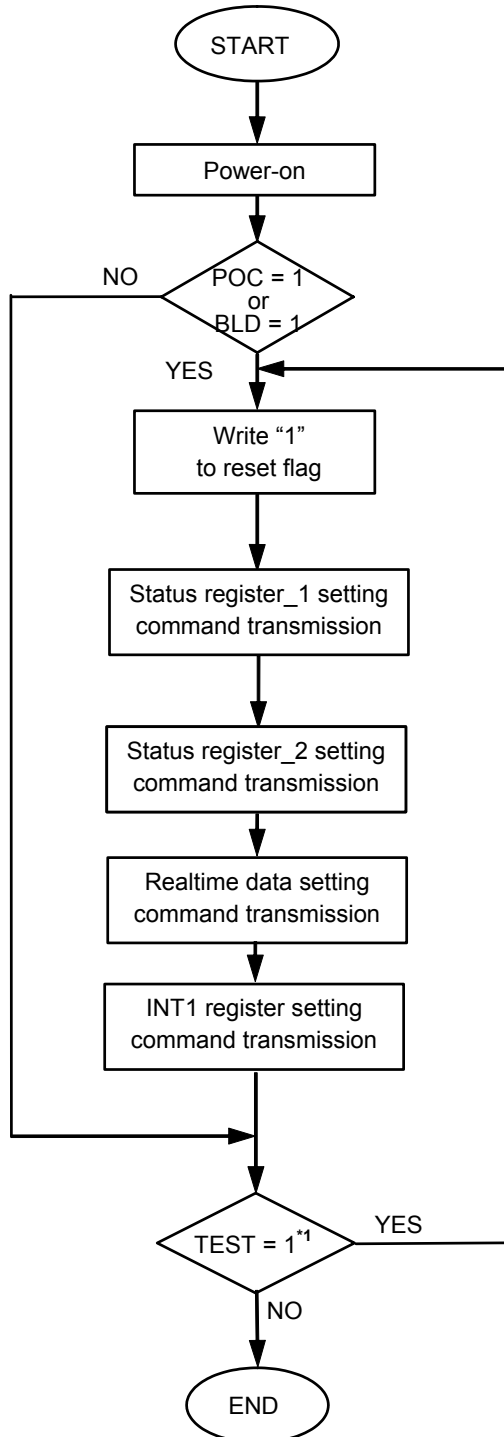 START
Power-on
NO
POC = 1
or
BLD = 1
YES
Write “1”
to reset flag
Status register_1 setting
command transmission
Status register_2 setting
command transmission
Realtime data setting
command transmission
INT1 register setting
command transmission
TEST = 1*1
YES
NO
END